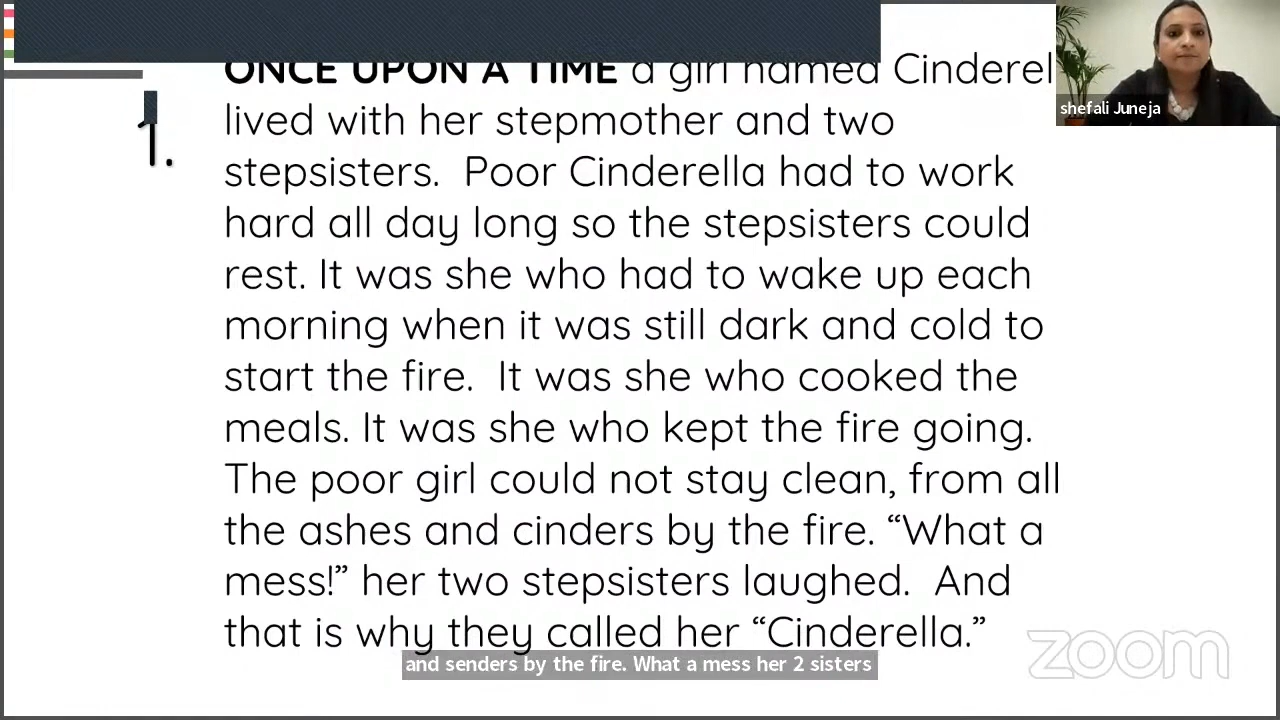 ONCE UPON A TIME a girl named Cinderel
shefali Juneja
1.
lived with her stepmother and two
stepsisters. Poor Cinderella had to work
hard all day long so the stepsisters could
rest. It was she who had to wake up each
morning when it was still dark and cold to
start the fire. It was she who cooked the
meals. It was she who kept the fire going.
The poor girl could not stay clean, from all
the ashes and cinders by the fire. “What a
mess!” her two stepsisters laughed. And
that is why they called her “Cinderella.”
zoom
and senders by the fire. What a mess her 2 sisters